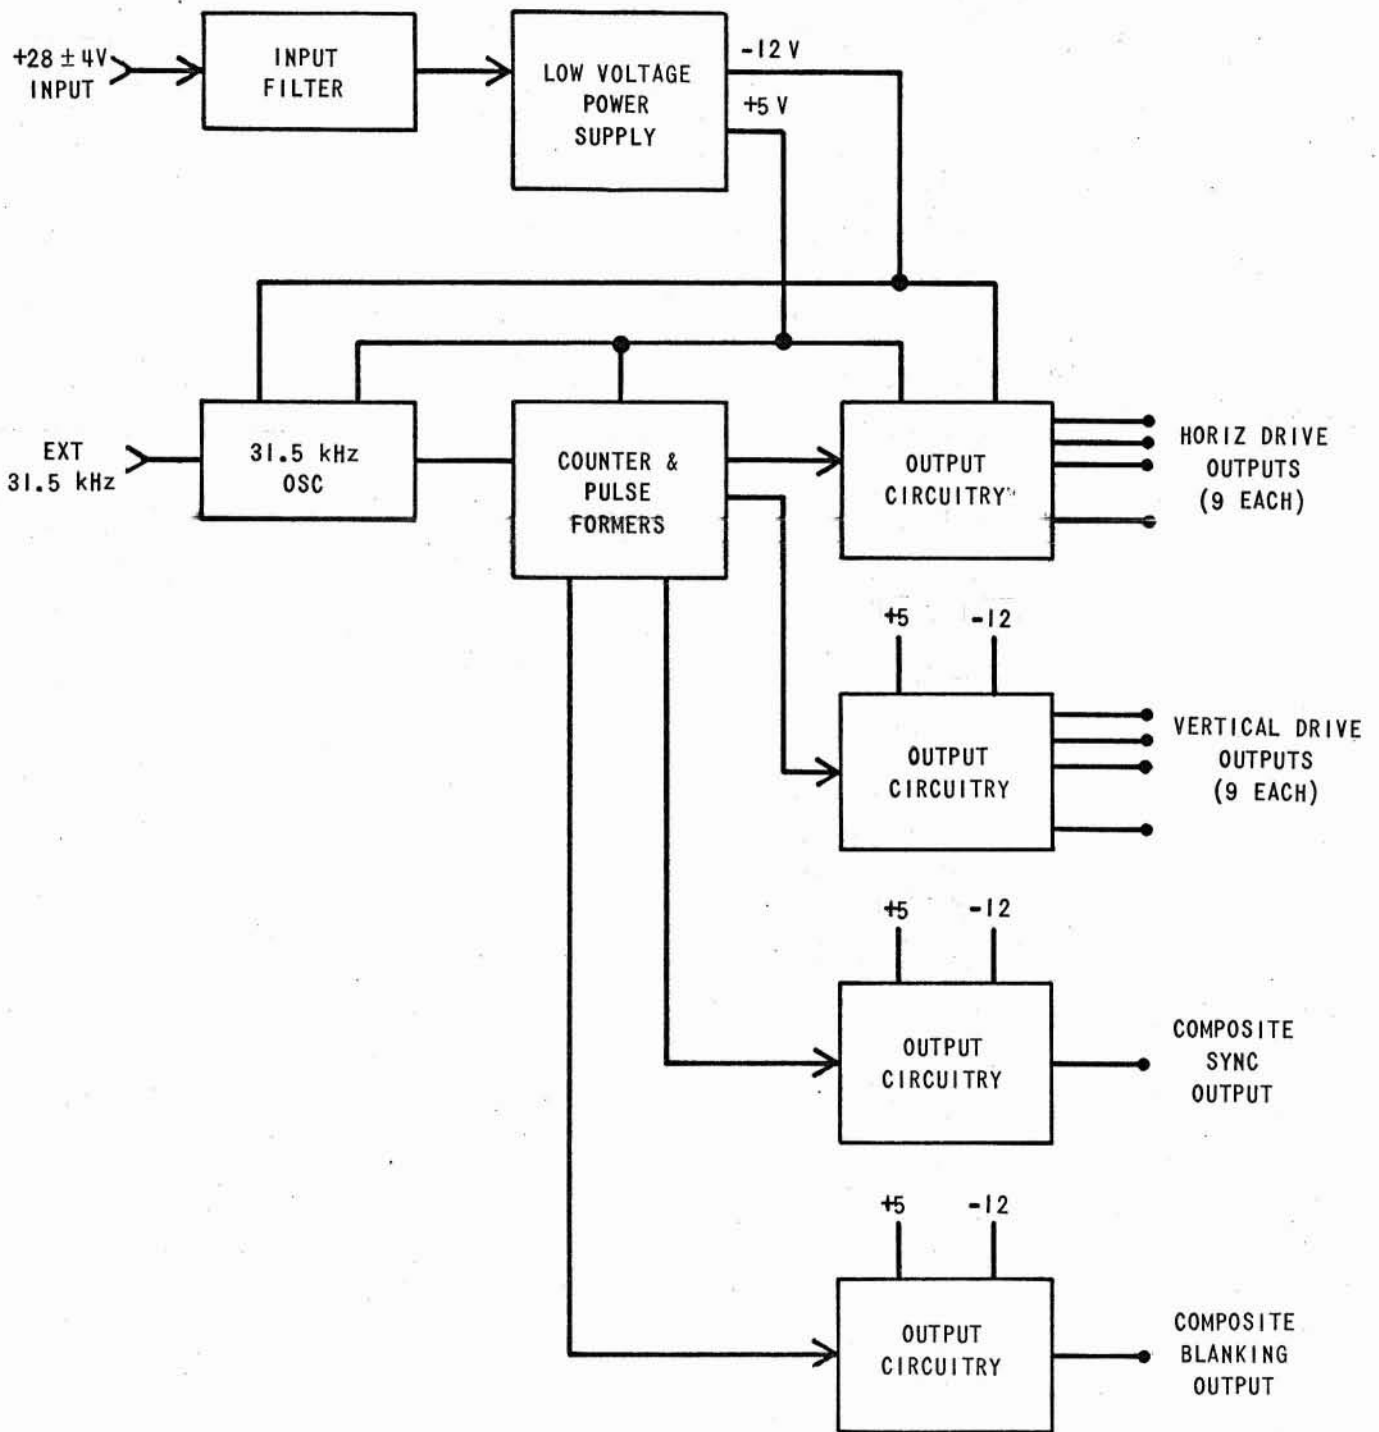 +28 ± 4V
INPUT
INPUT
FILTER
LOW VOLTAGE
POWER
SUPPLY
-12 V
+5 V
EXT
31.5 kHz
31.5 kHz
OSC
COUNTER &
PULSE
FORMERS
OUTPUT
CIRCUITRY
HORIZ DRIVE
OUTPUTS
(9 EACH)
+5
-12
OUTPUT
CIRCUITRY
VERTICAL DRIVE
OUTPUTS
(9 EACH)
+5
-12
OUTPUT
CIRCUITRY
COMPOSITE
SYNC
OUTPUT
+5
-12
OUTPUT
CIRCUITRY
COMPOSITE
BLANKING
OUTPUT